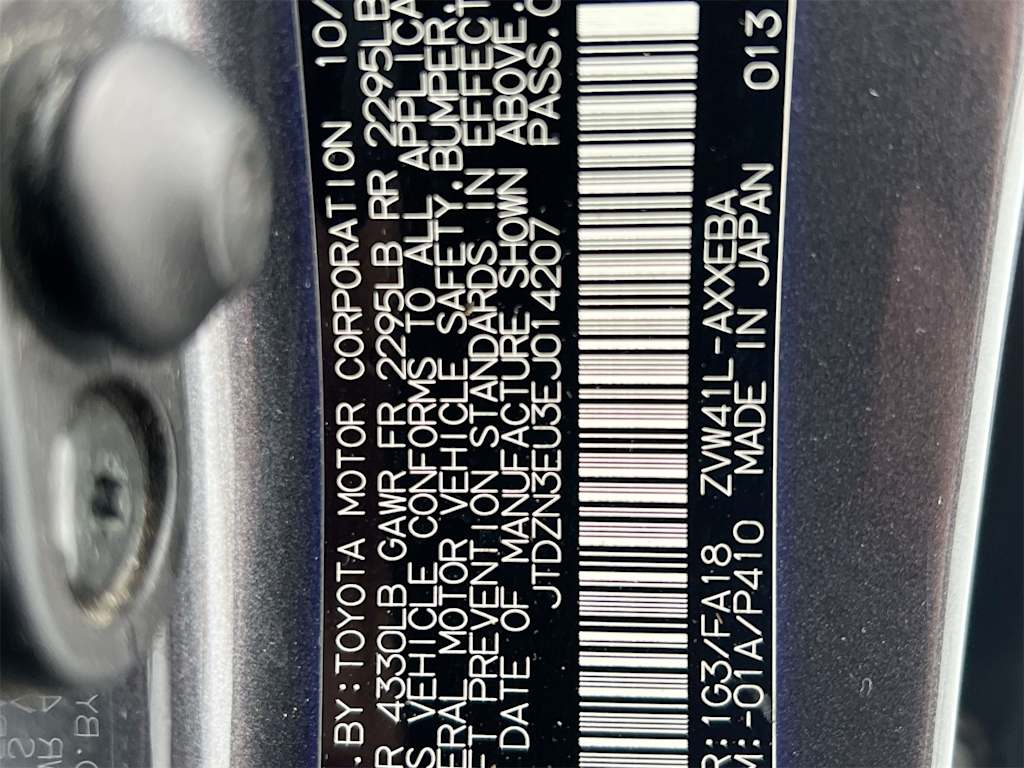 .BY:TOYOTA MOTOR CORPORATION 10/
R 4330LB GAWR FR 2295LB RR 2295LB
S VEHICLE CONFORMS TO ALL APPLICA
ERAL MOTOR VEHICLE SAFETY,BUMPER,
T PREVENTION STANDARDS IN EFFECT
DATE OF MANUFACTURE SHOWN ABOVE.
JTDZN3EU3EJ014207 PASS.C
R:1G3/FA18 ZVW41L-AXXEBA
M:-01A/P410 MADE IN JAPAN 013
BY